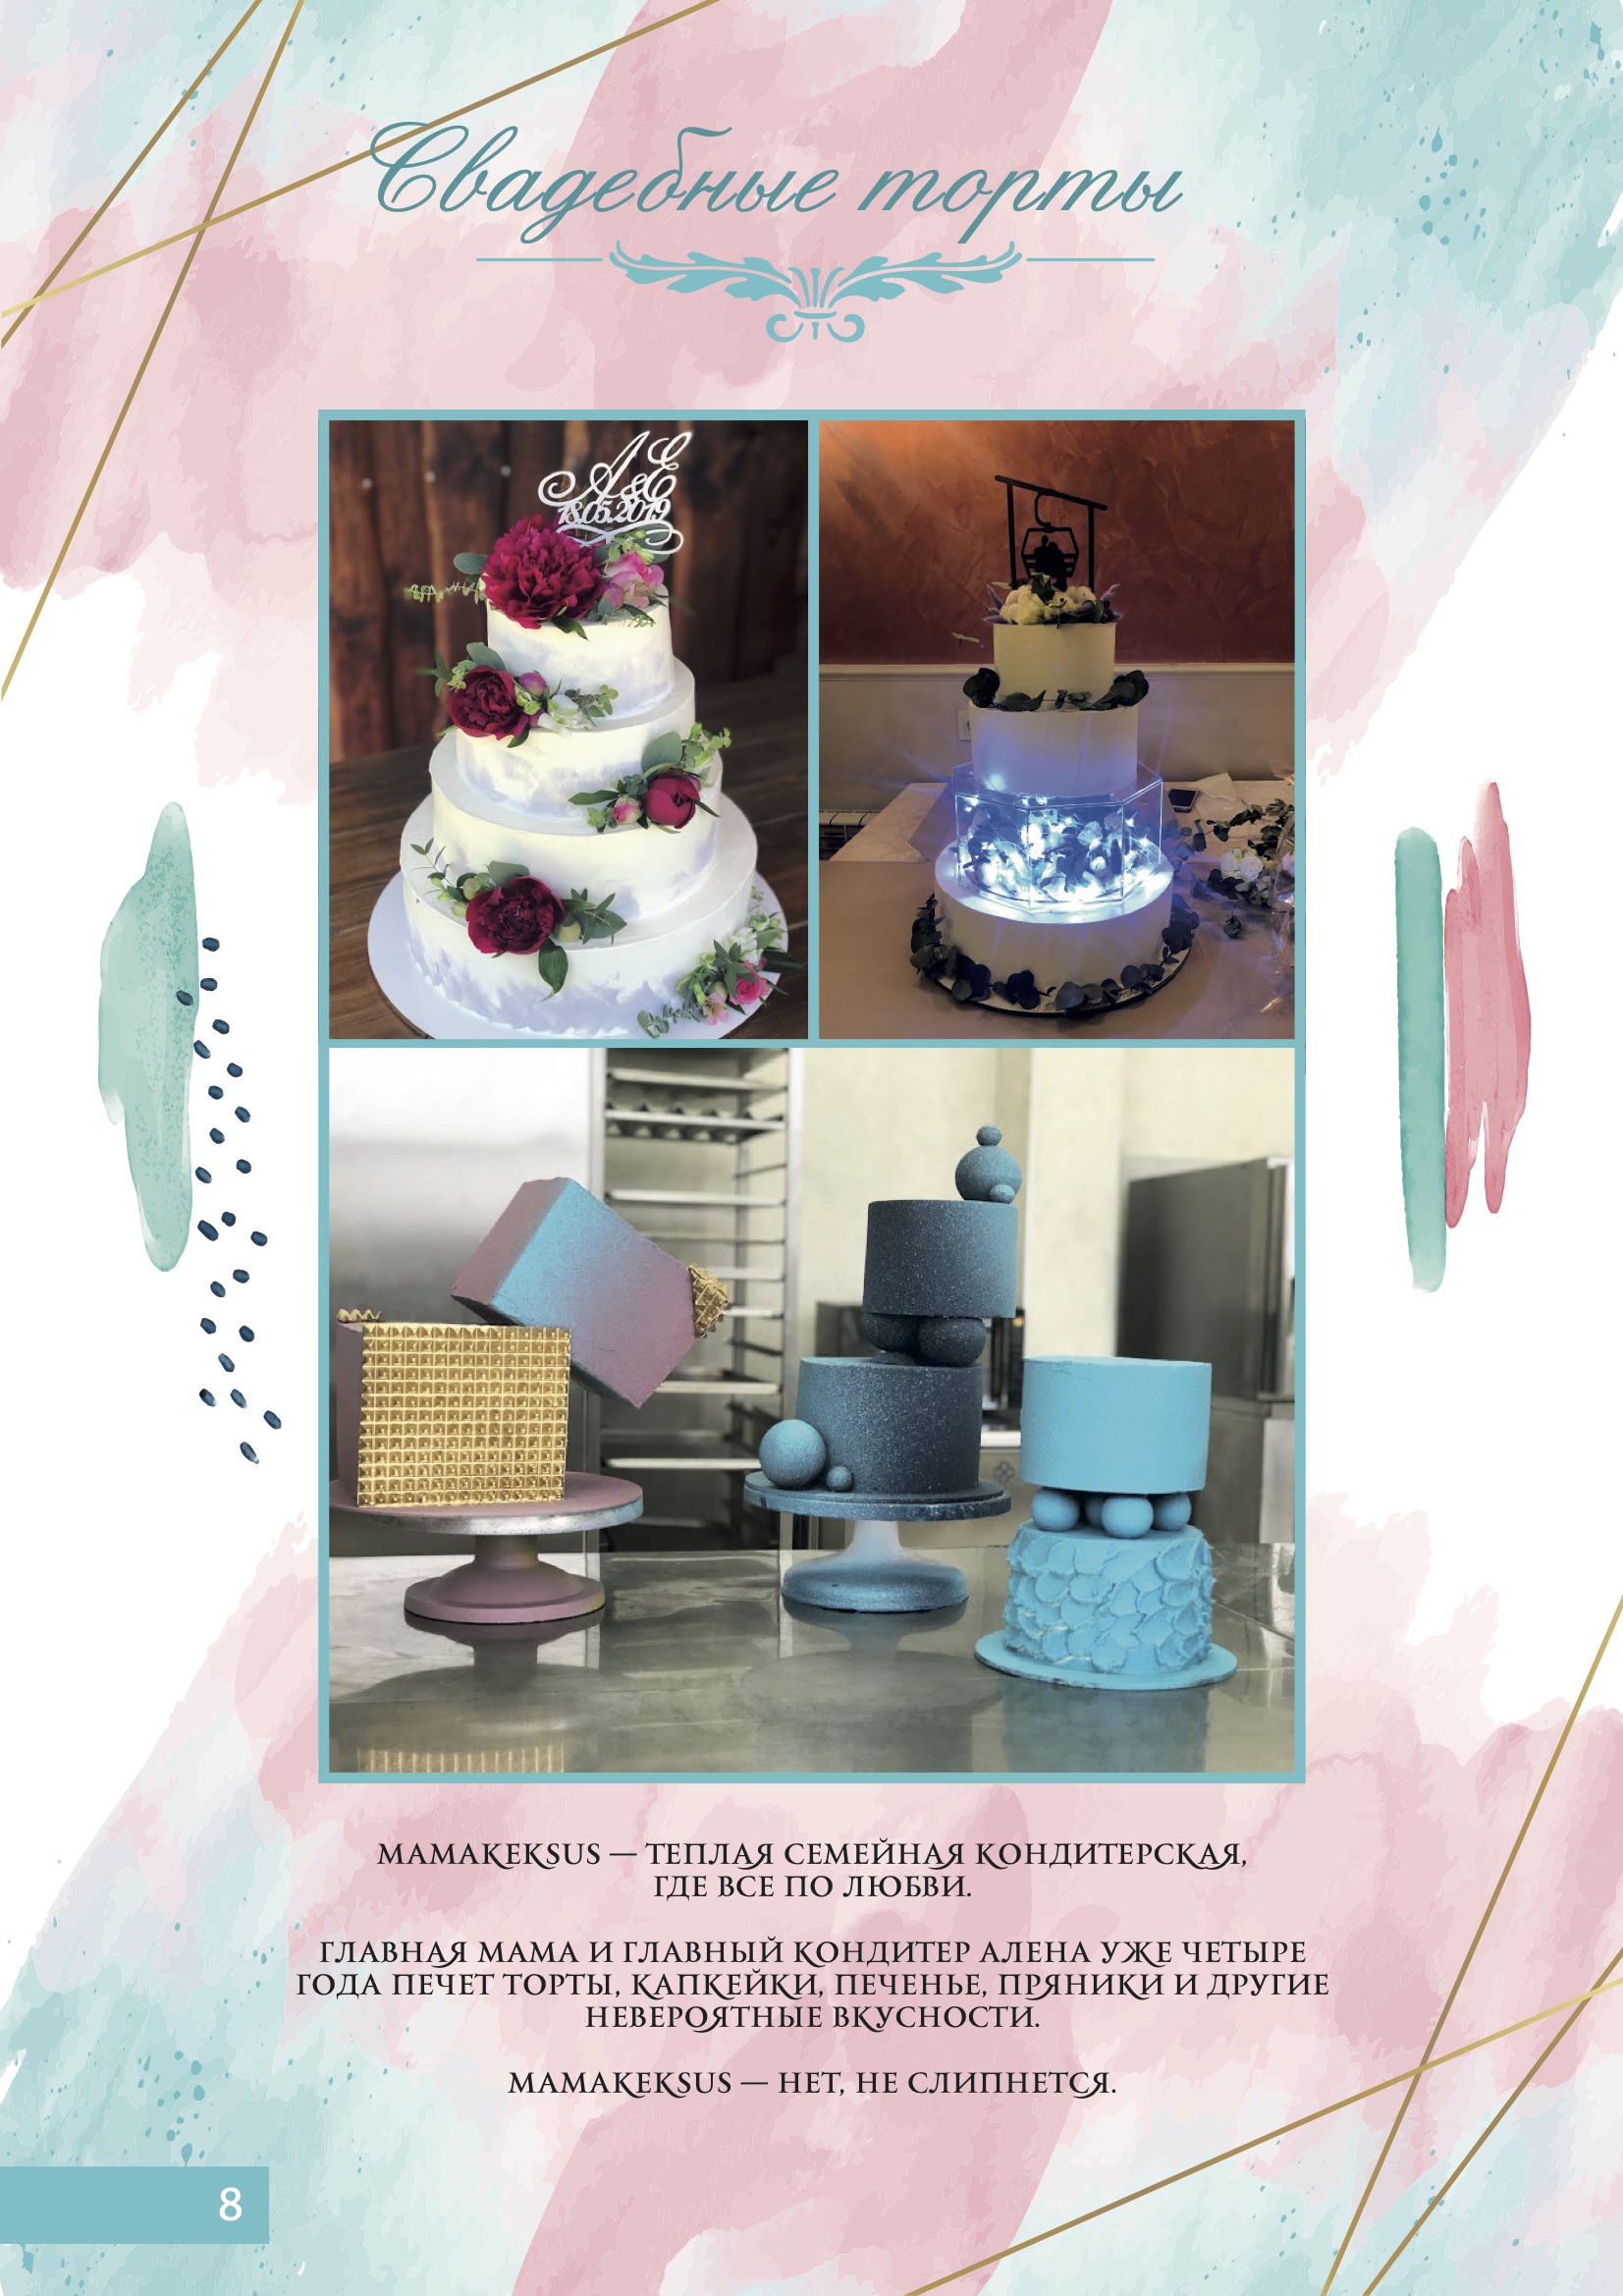 Свадебные торты
A&E
18.05.2019
MAMAKEKSUS — ТЕПЛАЯ СЕМЕЙНАЯ КОНДИТЕРСКАЯ,
ГДЕ ВСЕ ПО ЛЮБВИ.
ГЛАВНАЯ МАМА И ГЛАВНЫЙ КОНДИТЕР АЛЕНА УЖЕ ЧЕТЫРЕ
ГОДА ПЕЧЕТ ТОРТЫ, КАПКЕЙКИ, ПЕЧЕНЬЕ, ПРЯНИКИ И ДРУГИЕ
НЕВЕРОЯТНЫЕ ВКУСНОСТИ.
MAMAKEKSUS — НЕТ, НЕ СЛИПНЕТСЯ.
8